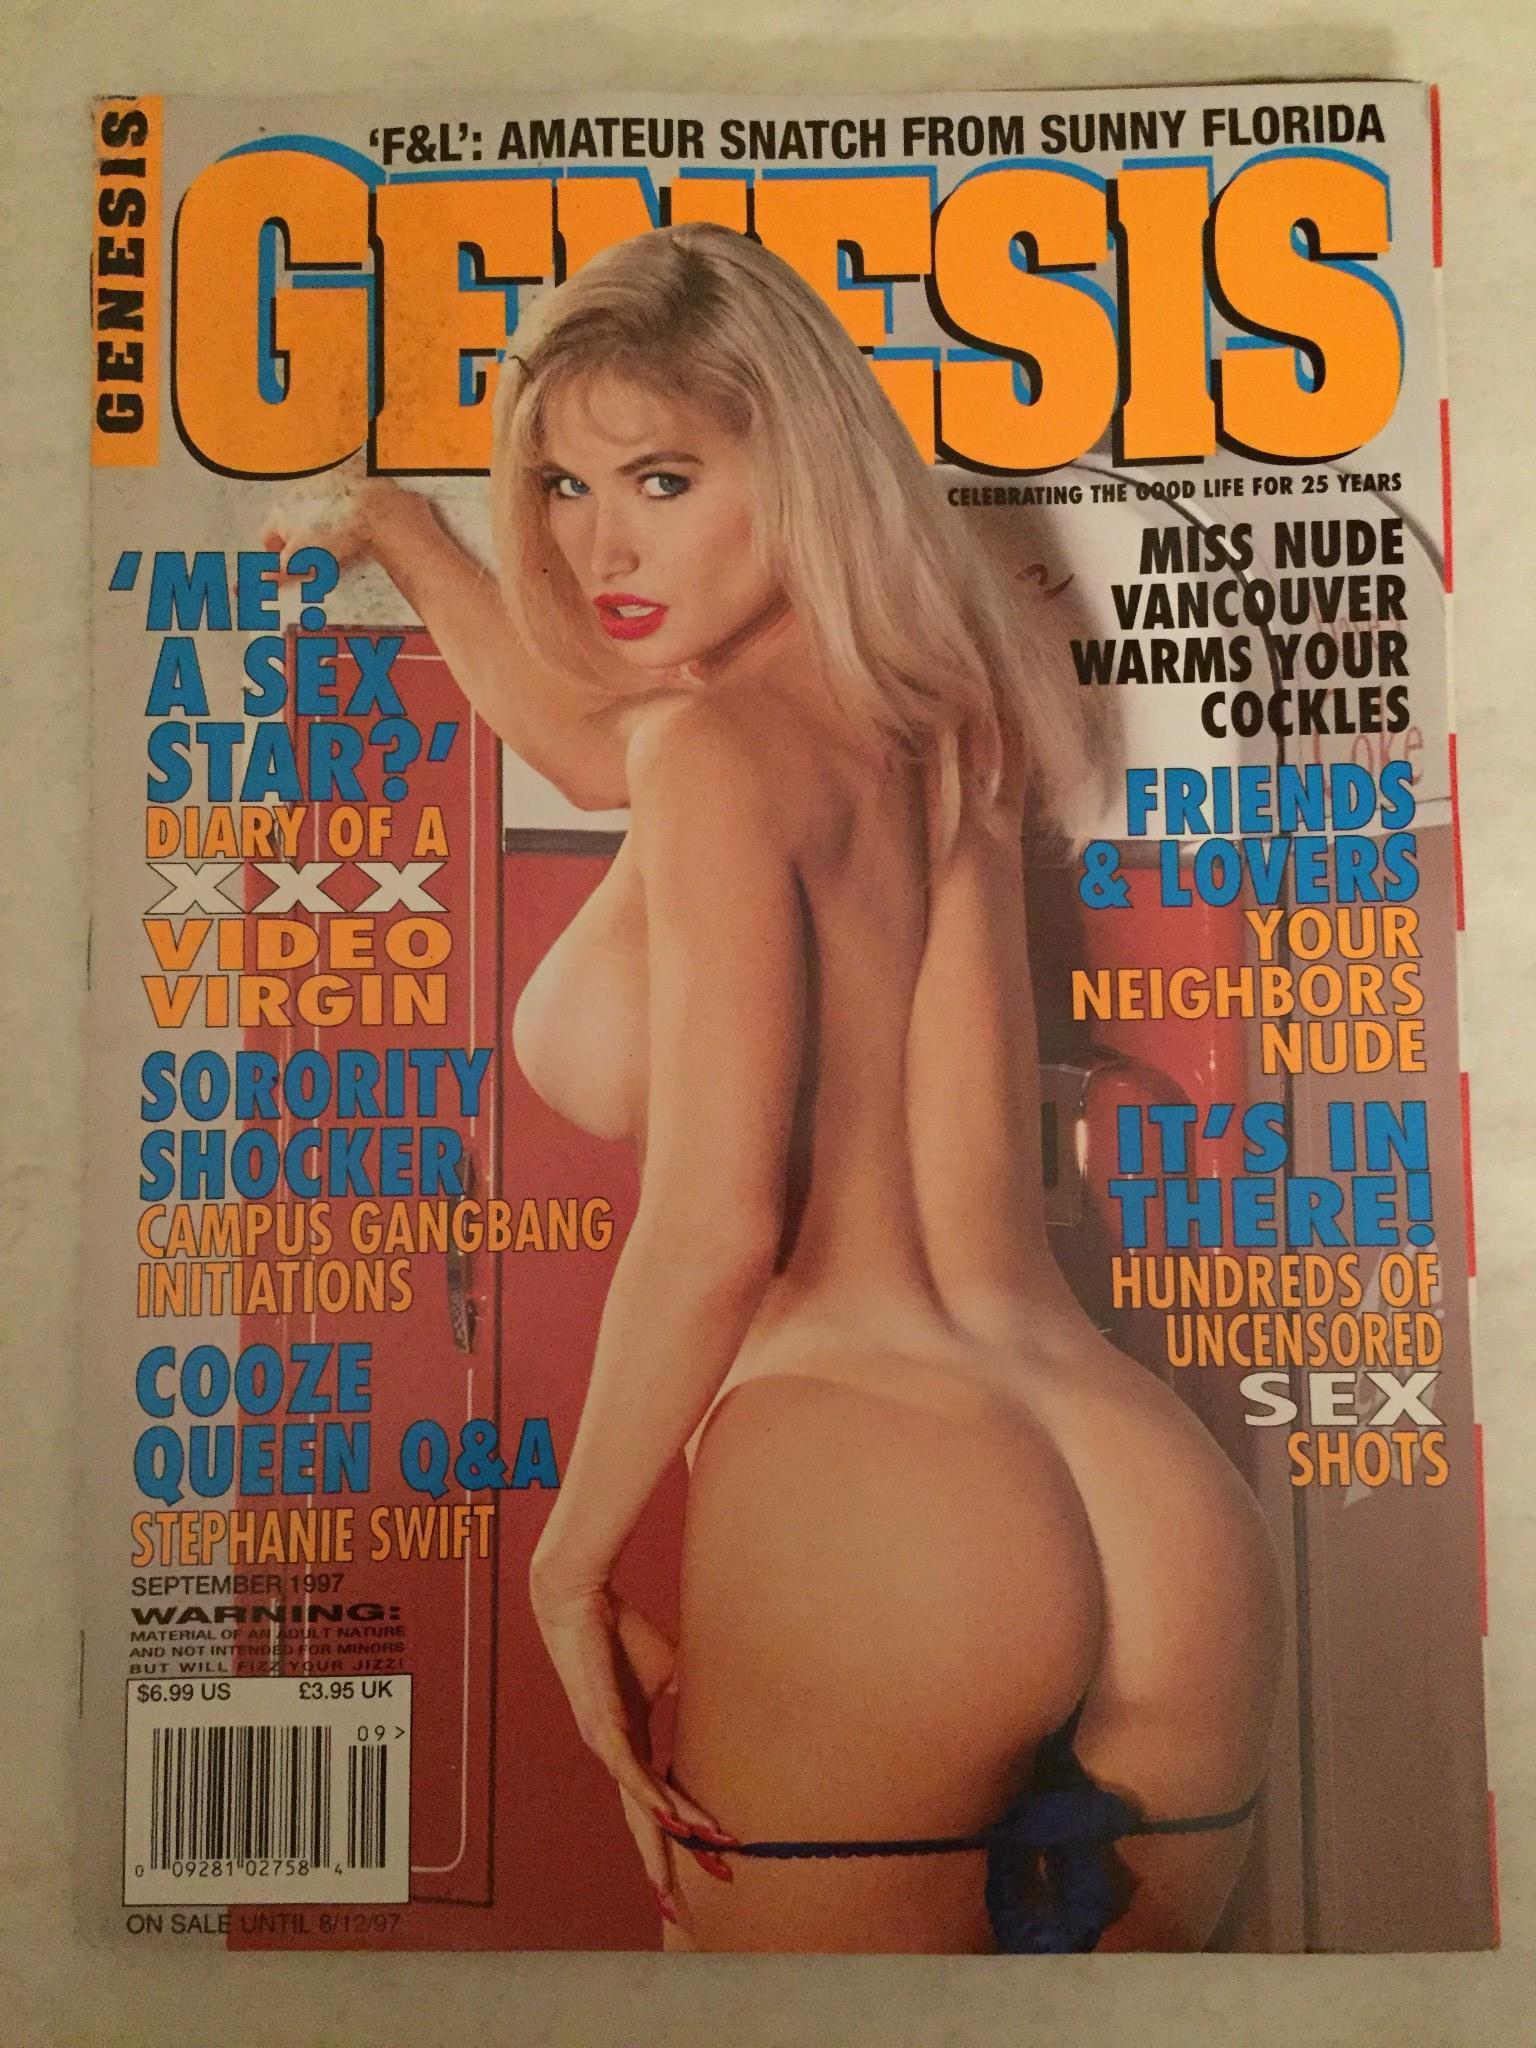 GENESIS
'F&L': AMATEUR SNATCH FROM SUNNY FLORIDA
GENESIS
CELEBRATING THE GOOD LIFE FOR 25 YEARS
'ME?
A SEX
STAR?'
DIARY OF A
XXX
VIDEO
VIRGIN
SORORITY
SHOCKER
CAMPUS GANGBANG
INITIATIONS
COOZE
QUEEN Q&A
STEPHANIE SWIFT
SEPTEMBER 1997
WARNING:
MATERIAL OF AN ADULT NATURE
AND NOT INTENDED FOR MINORS
BUT WILL FIZZ YOUR JIZZ!
$6.99 US £3.95 UK
09>
0 09281 02758 4
ON SALE UNTIL 8/12/97
MISS NUDE
VANCOUVER
WARMS YOUR
COCKLES
FRIENDS
& LOVERS
YOUR
NEIGHBORS
NUDE
IT'S IN
THERE!
HUNDREDS OF
UNCENSORED
SEX
SHOTS